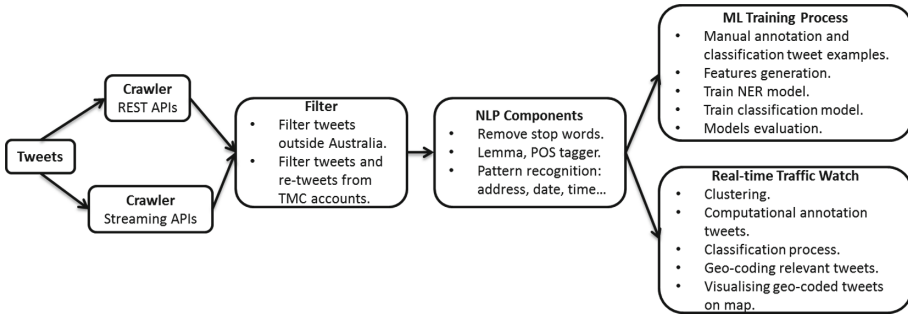 Tweets
Crawler
REST APIs
Crawler
Streaming APIs
Filter
• Filter tweets
outside Australia.
• Filter tweets and
re-tweets from
TMC accounts.
NLP Components
• Remove stop words.
• Lemma, POS tagger.
• Pattern recognition:
address, date, time...
ML Training Process
• Manual annotation and
classification tweet examples.
• Features generation.
• Train NER model.
• Train classification model.
• Models evaluation.
Real-time Traffic Watch
• Clustering.
• Computational annotation
tweets.
• Classification process.
• Geo-coding relevant tweets.
• Visualising geo-coded tweets
on map.